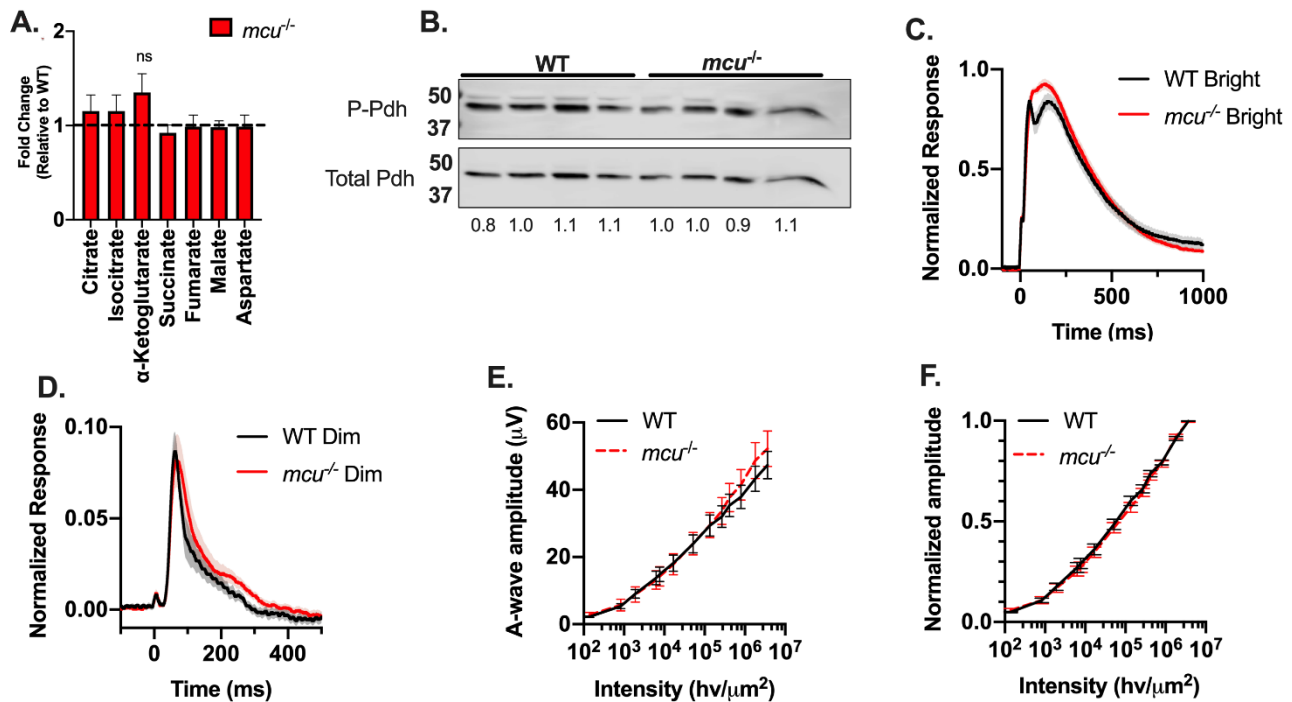 A.
mcu-/-
Fold Change
(Relative to WT)
2
1
0
ns
Citrate
Isocitrate
α-Ketoglutarate
Succinate
Fumarate
Malate
Aspartate
B.
WT mcu-/-
P-Pdh
50
37
Total Pdh
50
37
0.8 1.0 1.1 1.1 1.0 1.0 0.9 1.1
C.
Normalized Response
1.0
0.5
0.0
WT Bright
mcu-/- Bright
0 500 1000
Time (ms)
D.
Normalized Response
0.10
0.05
0.00
WT Dim
mcu-/- Dim
0 200 400
Time (ms)
E.
A-wave amplitude (μV)
60
40
20
0
WT
mcu-/-
10² 10³ 10⁴ 10⁵ 10⁶ 10⁷
Intensity (hv/μm²)
F.
Normalized amplitude
1.0
0.5
0.0
WT
mcu-/-
10² 10³ 10⁴ 10⁵ 10⁶ 10⁷
Intensity (hv/μm²)